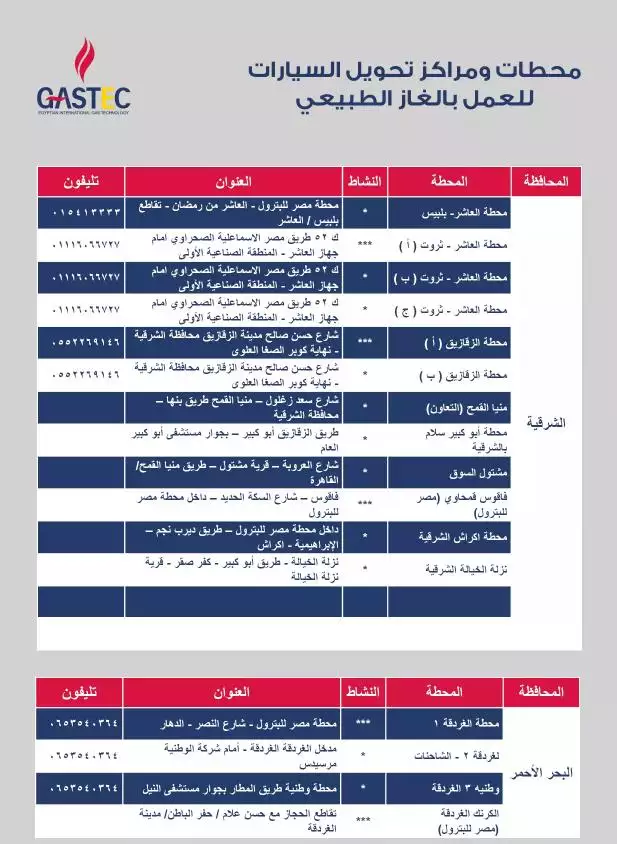 محطات ومراكز تحويل السيارات
للعمل بالغاز الطبيعي
GASTEC
EGYPTIAN INTERNATIONAL GAS TECHNOLOGY
المحافظة المحطة النشاط العنوان تليفون
الشرقية
محطة العاشر- بلبيس * محطة مصر للبترول - العاشر من رمضان - تقاطع ٠١٥٤١٣٣٣٣
بلبيس / العاشر
محطة العاشر - ثروت ( أ ) *** ك ٥٢ طريق مصر الاسماعلية الصحراوي امام ٠١١١٦٠٦٦٧٢٧
جهاز العاشر - المنطقة الصناعية الأولى
محطة العاشر - ثروت ( ب ) * ك ٥٢ طريق مصر الاسماعلية الصحراوي امام ٠١١١٦٠٦٦٧٢٧
جهاز العاشر - المنطقة الصناعية الأولى
محطة العاشر - ثروت ( ج ) * ك ٥٢ طريق مصر الاسماعلية الصحراوي امام ٠١١١٦٠٦٦٧٢٧
جهاز العاشر - المنطقة الصناعية الأولى
محطة الزقازيق ( أ ) *** شارع حسن صالح مدينة الزقازيق محافظة الشرقية ٠٥٥٢٢٦٩١٤٦
- نهاية كوبر الصفا العلوى
محطة الزقازيق ( ب ) * شارع حسن صالح مدينة الزقازيق محافظة الشرقية ٠٥٥٢٢٦٩١٤٦
- نهاية كوبر الصفا العلوى
منيا القمح (التعاون) * شارع سعد زغلول – منيا القمح طريق بنها –
محافظة الشرقية
محطة أبو كبير سلام * طريق الزقازيق أبو كبير – بجوار مستشفى أبو كبير
بالشرقية العام
مشتول السوق * شارع العروبة – قرية مشتول – طريق منيا القمح/
القاهرة
فاقوس قمحاوي (مصر *** فاقوس – شارع السكة الحديد – داخل محطة مصر
للبترول) للبترول
محطة اكراش الشرقية * داخل محطة مصر للبترول – طريق ديرب نجم –
الإبراهيمية - اكراش
نزلة الخيالة الشرقية * نزلة الخيالة - طريق أبو كبير - كفر صقر - قرية
نزلة الخيالة
المحافظة المحطة النشاط العنوان تليفون
البحر الأحمر
محطة الغردقة ١ *** محطة مصر للبترول - شارع النصر - الدهار ٠٦٥٣٥٤٠٣٦٤
لغردقة ٢ - الشاحنات * مدخل الغردقة الغردقة - أمام شركة الوطنية ٠٦٥٣٥٤٠٣٦٤
مرسيدس
وطنيه ٣ الغردقة * محطة وطنية طريق المطار بجوار مستشفى النيل ٠٦٥٣٥٤٠٣٦٤
الكرنك الغردقة *** تقاطع الحجاز مع حسن علام / حفر الباطن/ مدينة
(مصر للبترول) الغردقة